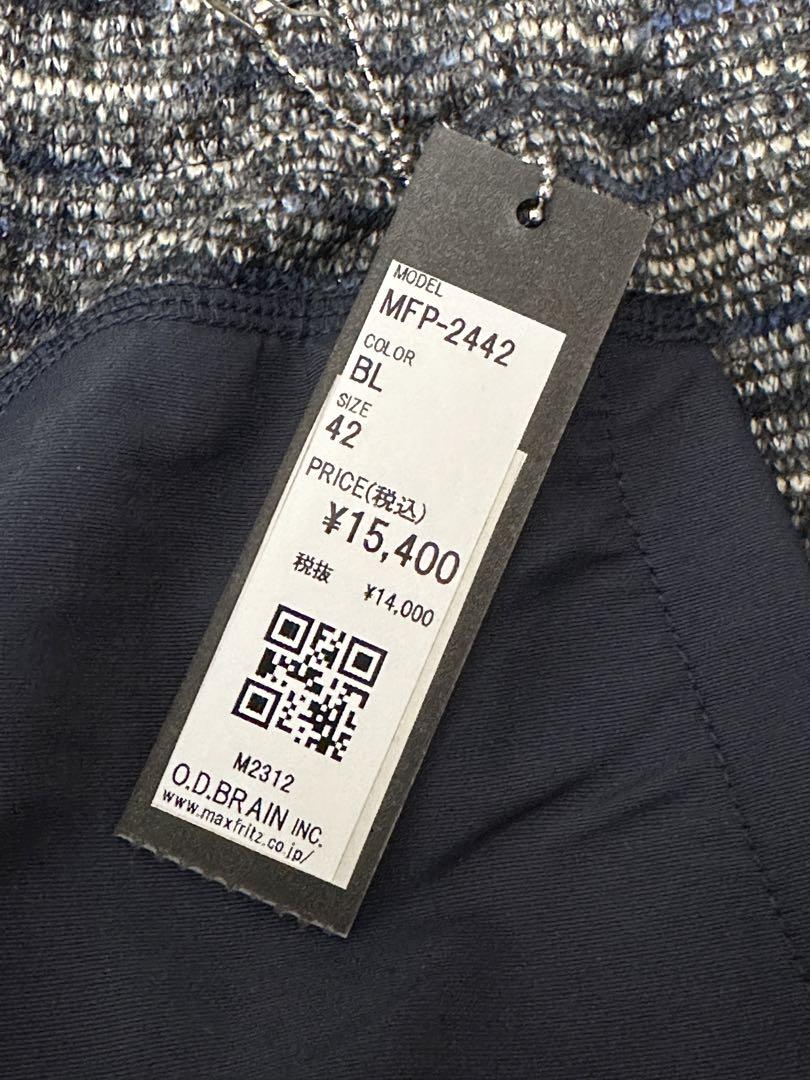 MODEL
MFP-2442
COLOR
BL
SIZE
42
PRICE(税込)
¥15,400
税抜 ¥14,000
M2312
O.D.BRAIN INC.
www.maxfritz.co.jp/